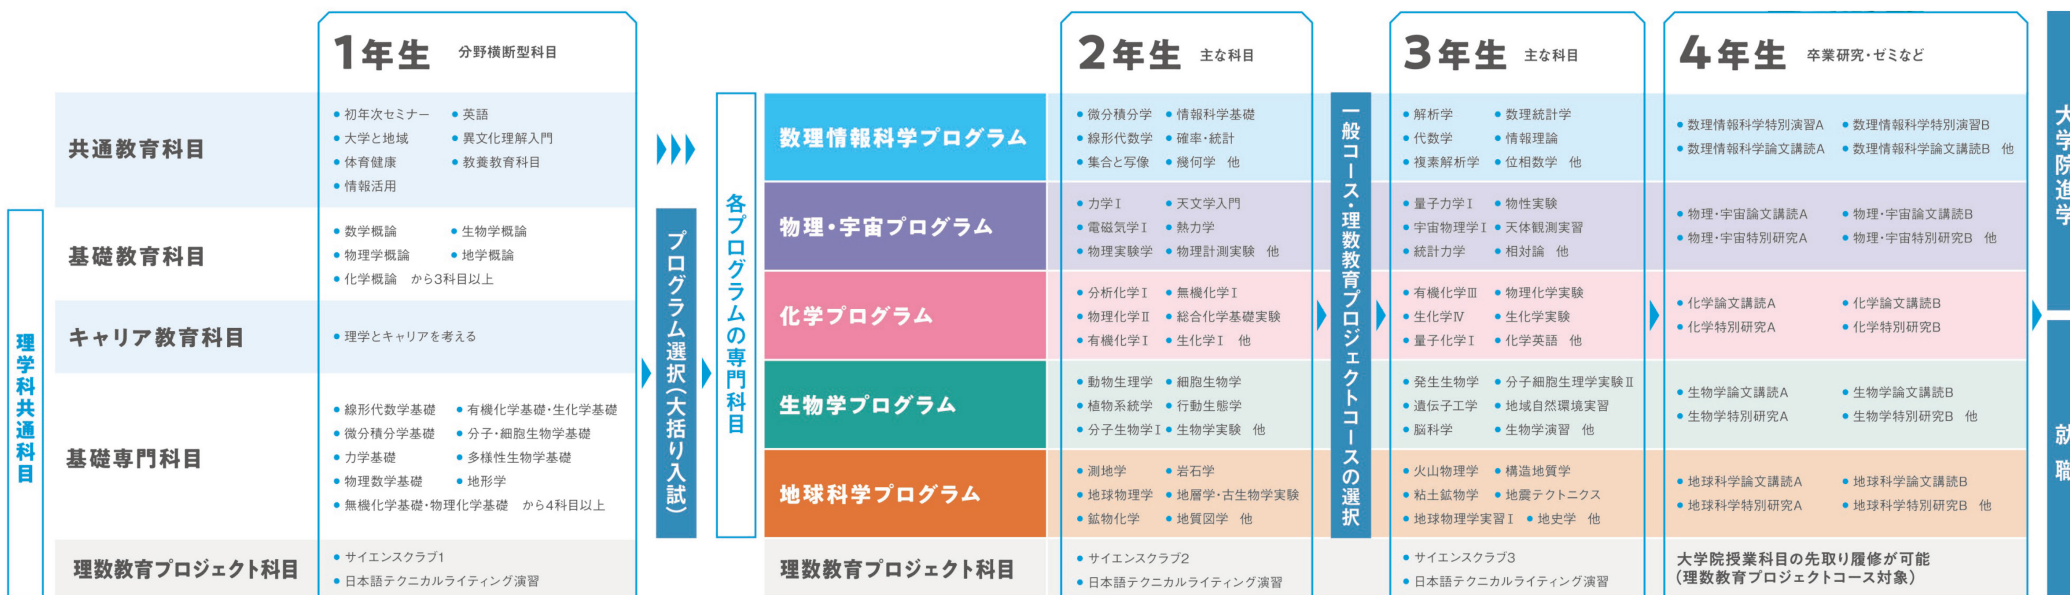 1年生 分野横断型科目
共通教育科目
● 初年次セミナー ● 英語
● 大学と地域 ● 異文化理解入門
● 体育健康 ● 教養教育科目
● 情報活用
理学科共通科目
基礎教育科目
● 数学概論 ● 生物学概論
● 物理学概論 ● 地学概論
● 化学概論 から3科目以上
キャリア教育科目
● 理学とキャリアを考える
基礎専門科目
● 線形代数学基礎 ● 有機化学基礎・生化学基礎
● 微分積分学基礎 ● 分子・細胞生物学基礎
● 力学基礎 ● 多様性生物学基礎
● 物理数学基礎 ● 地形学
● 無機化学基礎・物理化学基礎 から4科目以上
理数教育プロジェクト科目
● サイエンスクラブ1
● 日本語テクニカルライティング演習
プログラム選択(大括り入試)
各プログラムの専門科目
2年生 主な科目
3年生 主な科目
4年生 卒業研究・ゼミなど
数理情報科学プログラム
● 微分積分学 ● 情報科学基礎
● 線形代数学 ● 確率・統計
● 集合と写像 ● 幾何学 他
● 解析学 ● 数理統計学
● 代数学 ● 情報理論
● 複素解析学 ● 位相数学 他
● 数理情報科学特別演習A ● 数理情報科学特別演習B
● 数理情報科学論文講読A ● 数理情報科学論文講読B 他
物理・宇宙プログラム
● 力学Ⅰ ● 天文学入門
● 電磁気学Ⅰ ● 熱力学
● 物理実験学 ● 物理計測実験 他
● 量子力学Ⅰ ● 物性実験
● 宇宙物理学Ⅰ ● 天体観測実習
● 統計力学 ● 相対論 他
● 物理・宇宙論文講読A ● 物理・宇宙論文講読B
● 物理・宇宙特別研究A ● 物理・宇宙特別研究B 他
化学プログラム
● 分析化学Ⅰ ● 無機化学Ⅰ
● 物理化学Ⅱ ● 総合化学基礎実験
● 有機化学Ⅰ ● 生化学Ⅰ 他
● 有機化学Ⅲ ● 物理化学実験
● 生化学Ⅳ ● 生化学実験
● 量子化学Ⅰ ● 化学英語 他
● 化学論文講読A ● 化学論文講読B
● 化学特別研究A ● 化学特別研究B
生物学プログラム
● 動物生理学 ● 細胞生物学
● 植物系統学 ● 行動生態学
● 分子生物学Ⅰ ● 生物学実験 他
● 発生生物学 ● 分子細胞生理学実験Ⅱ
● 遺伝子工学 ● 地域自然環境実習
● 脳科学 ● 生物学演習 他
● 生物学論文講読A ● 生物学論文講読B
● 生物学特別研究A ● 生物学特別研究B 他
地球科学プログラム
● 測地学 ● 岩石学
● 地球物理学 ● 地層学・古生物学実験
● 鉱物化学 ● 地質図学 他
● 火山物理学 ● 構造地質学
● 粘土鉱物学 ● 地震テクトニクス
● 地球物理学実習Ⅰ ● 地史学 他
● 地球科学論文講読A ● 地球科学論文講読B
● 地球科学特別研究A ● 地球科学特別研究B 他
理数教育プロジェクト科目
● サイエンスクラブ2
● 日本語テクニカルライティング演習
● サイエンスクラブ3
● 日本語テクニカルライティング演習
大学院授業科目の先取り履修が可能
(理数教育プロジェクトコース対象)
一般コース・理数教育プロジェクトコースの選択
大学院進学
就職